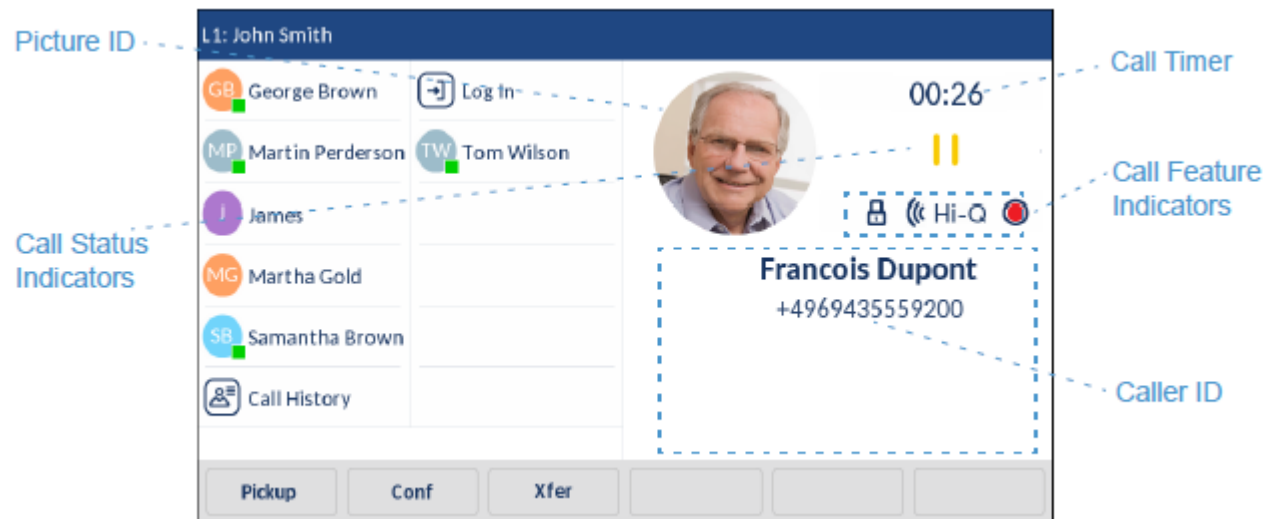 L1: John Smith
Picture ID
Call Status
Indicators
GB George Brown
MP Martin Perderson
J James
MG Martha Gold
SB Samantha Brown
Call History
Log In
TW Tom Wilson
00:26
Hi-Q
Francois Dupont
+4969435559200
Call Timer
Call Feature
Indicators
Caller ID
Pickup Conf Xfer